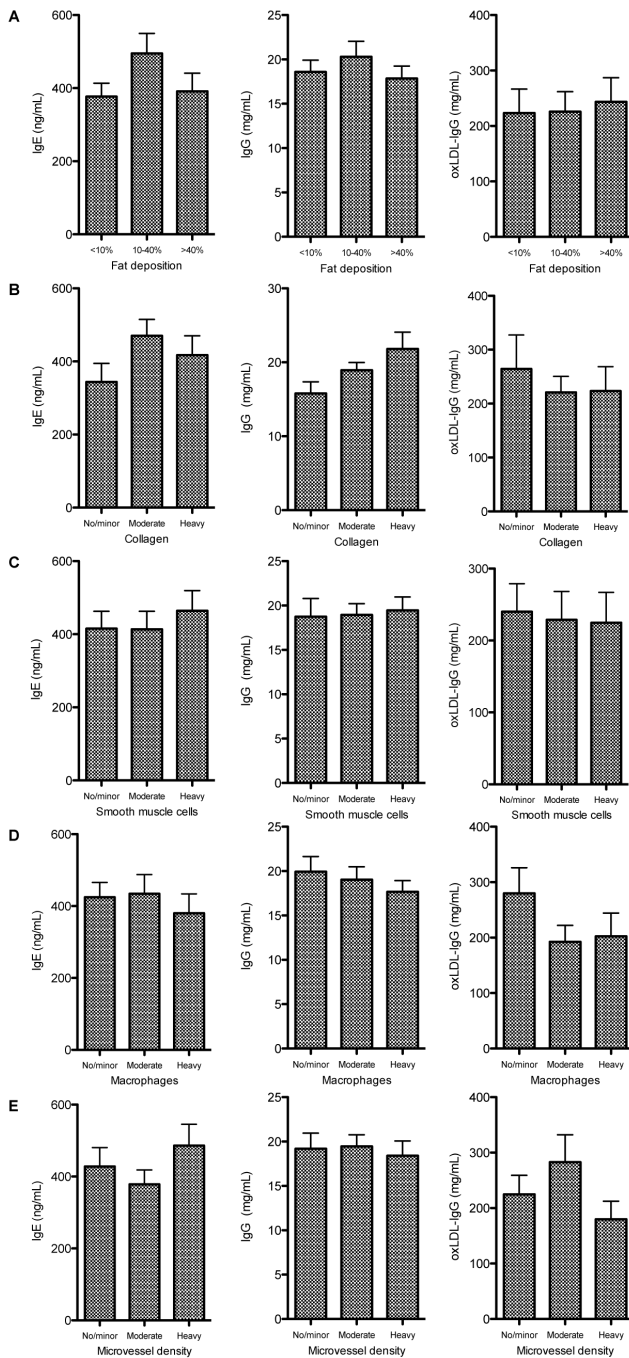 A
IgE (ng/mL)
600
400
200
0
<10% 10-40% >40%
Fat deposition
IgG (mg/mL)
25
20
15
10
5
0
<10% 10-40% >40%
Fat deposition
oxLDL-IgG (mg/mL)
400
300
200
100
0
<10% 10-40% >40%
Fat deposition
B
IgE (ng/mL)
600
400
200
0
No/minor Moderate Heavy
Collagen
IgG (mg/mL)
30
20
10
0
No/minor Moderate Heavy
Collagen
oxLDL-IgG (mg/mL)
400
300
200
100
0
No/minor Moderate Heavy
Collagen
C
IgE (ng/mL)
600
400
200
0
No/minor Moderate Heavy
Smooth muscle cells
IgG (mg/mL)
25
20
15
10
5
0
No/minor Moderate Heavy
Smooth muscle cells
oxLDL-IgG (mg/mL)
300
200
100
0
No/minor Moderate Heavy
Smooth muscle cells
D
IgE (ng/mL)
600
400
200
0
No/minor Moderate Heavy
Macrophages
IgG (mg/mL)
25
20
15
10
5
0
No/minor Moderate Heavy
Macrophages
oxLDL-IgG (mg/mL)
400
300
200
100
0
No/minor Moderate Heavy
Macrophages
E
IgE (ng/mL)
600
400
200
0
No/minor Moderate Heavy
Microvessel density
IgG (mg/mL)
25
20
15
10
5
0
No/minor Moderate Heavy
Microvessel density
oxLDL-IgG (mg/mL)
400
300
200
100
0
No/minor Moderate Heavy
Microvessel density